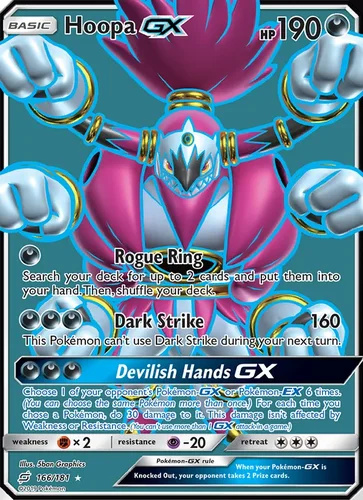 BASIC Hoopa GX HP190
Rogue Ring
Search your deck for up to 2 cards and put them into
your hand. Then, shuffle your deck.
Dark Strike 160
This Pokémon can't use Dark Strike during your next turn.
Devilish Hands GX
Choose 1 of your opponent's Pokémon-GX or Pokémon-EX 6 times.
(You can choose the same Pokémon more than once.) For each time you
chose a Pokémon, do 30 damage to it. This damage isn't affected by
Weakness or Resistance. (You can't use more than 1 GX attack in a game.)
weakness ×2 resistance -20 retreat
Illus. 5ban Graphics
166/181
©2019 Pokémon
Pokémon-GX rule
When your Pokémon-GX is
Knocked Out, your opponent takes 2 Prize cards.